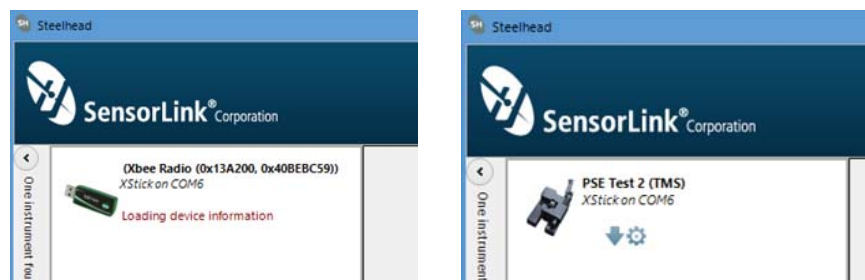 Steelhead
SensorLink® Corporation
(Xbee Radio (0x13A200, 0x40BEBC59))
XStick on COM6
Loading device information
One instrument fou
Steelhead
SensorLink® Corporation
PSE Test 2 (TMS)
XStick on COM6
One instrument